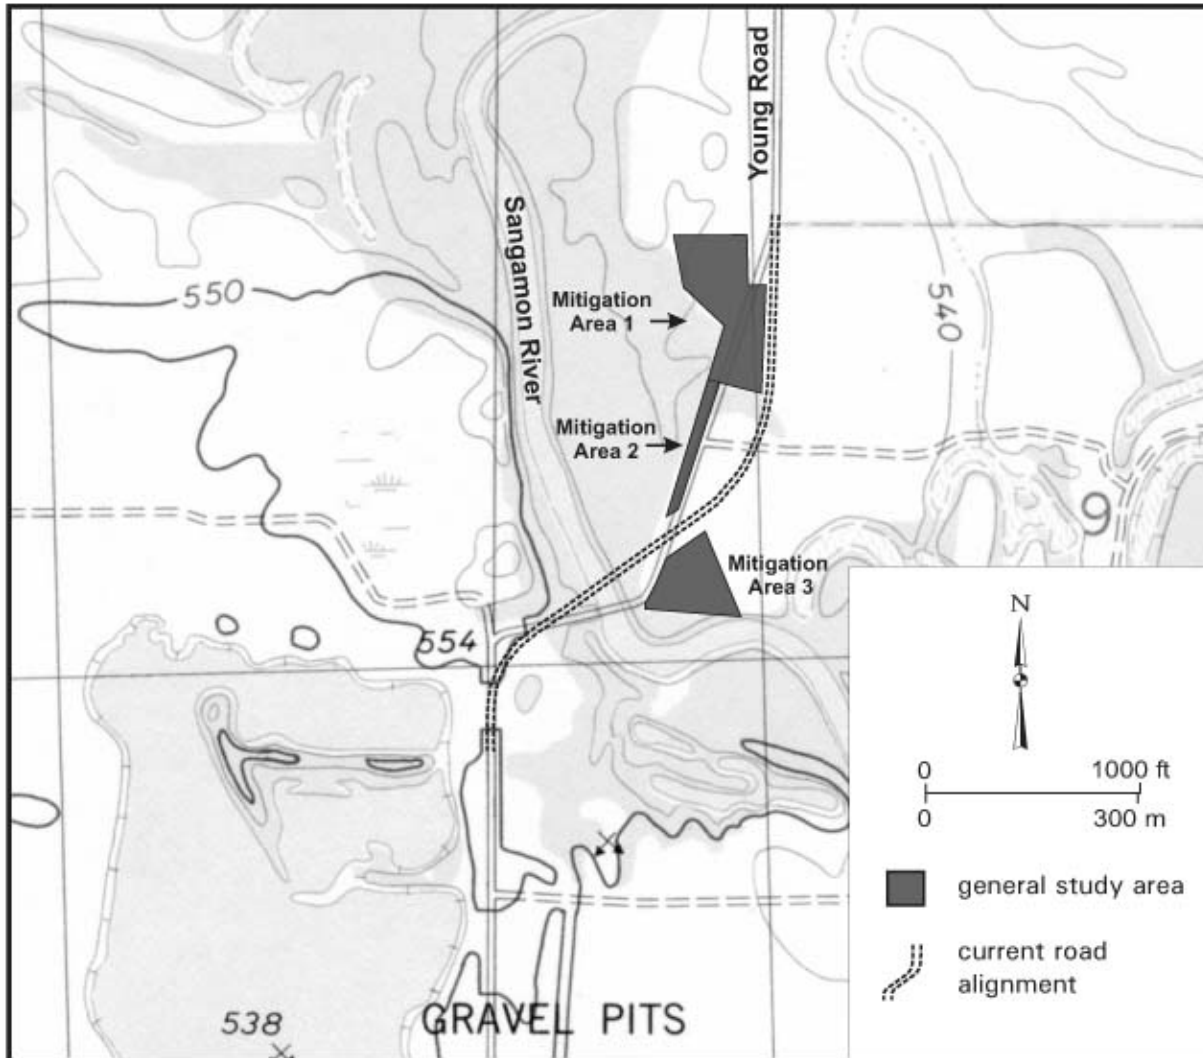 Young Road
Sangamon River
550
Mitigation
Area 1
540
Mitigation
Area 2
9
Mitigation
Area 3
554
N
0 1000 ft
0 300 m
general study area
current road
alignment
538
GRAVEL PITS